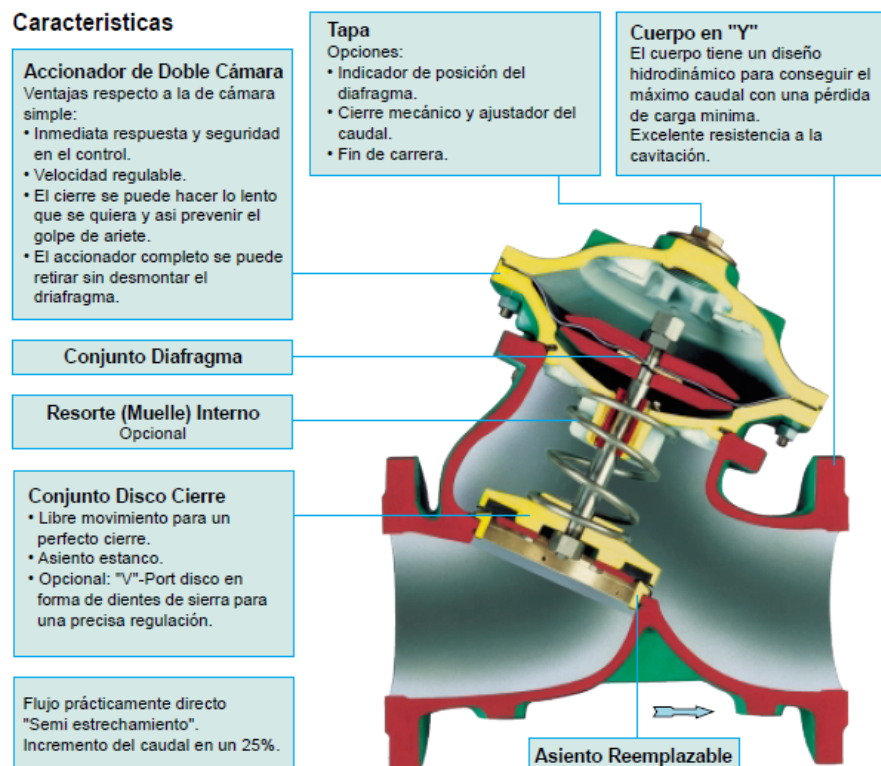 Caracteristicas
Accionador de Doble Cámara
Ventajas respecto a la de cámara
simple:
• Inmediata respuesta y seguridad
en el control.
• Velocidad regulable.
• El cierre se puede hacer lo lento
que se quiera y asi prevenir el
golpe de ariete.
• El accionador completo se puede
retirar sin desmontar el
driafragma.
Tapa
Opciones:
• Indicador de posición del
diafragma.
• Cierre mecánico y ajustador del
caudal.
• Fin de carrera.
Cuerpo en "Y"
El cuerpo tiene un diseño
hidrodinámico para conseguir el
máximo caudal con una pérdida
de carga minima.
Excelente resistencia a la
cavitación.
Conjunto Diafragma
Resorte (Muelle) Interno
Opcional
Conjunto Disco Cierre
• Libre movimiento para un
perfecto cierre.
• Asiento estanco.
• Opcional: "V"-Port disco en
forma de dientes de sierra para
una precisa regulación.
Flujo prácticamente directo
"Semi estrechamiento".
Incremento del caudal en un 25%.
Asiento Reemplazable